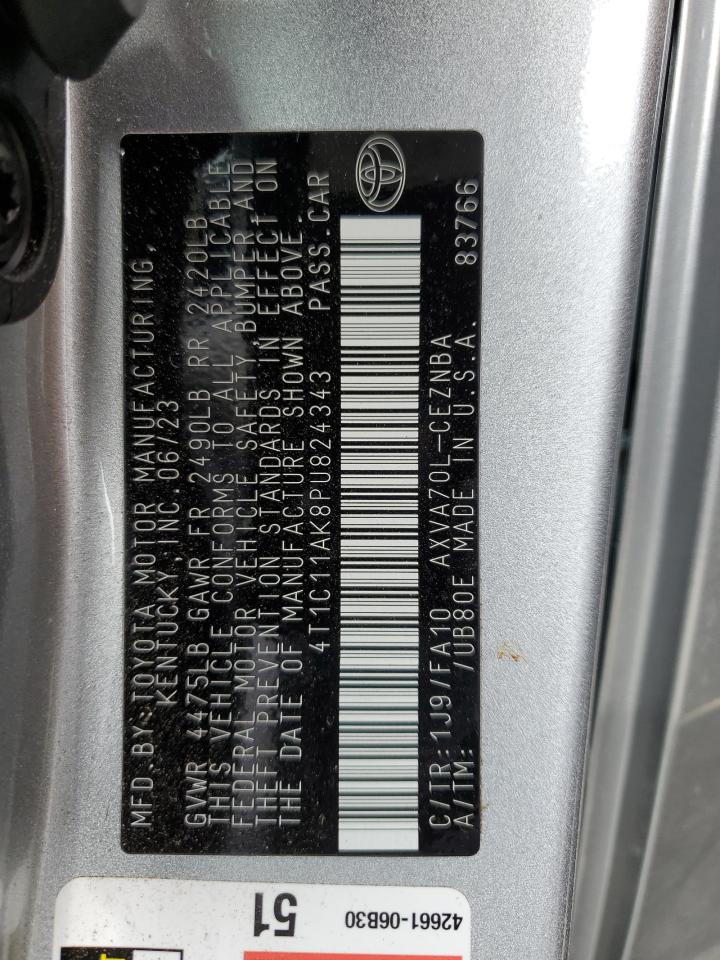 MFD.BY:TOYOTA MOTOR MANUFACTURING,
KENTUCKY, INC. 06/23
GVWR 4475LB GAWR FR 2490LB RR 2420LB
THIS VEHICLE CONFORMS TO ALL APPLICABLE
FEDERAL MOTOR VEHICLE SAFETY, BUMPER, AND
THEFT PREVENTION STANDARDS IN EFFECT ON
THE DATE OF MANUFACTURE SHOWN ABOVE.
4T1C11AK8PU824343 PASS.CAR
C/TR:1J9/FA10 AXVA70L-CEZNBA
A/TM: /UB80E MADE IN U.S.A. 83766
51
42661-06B30